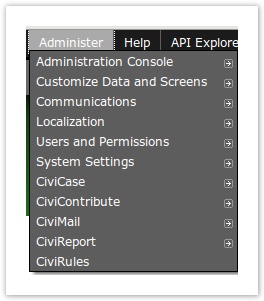 Administer Help API Explore
Administration Console
Customize Data and Screens
Communications
Localization
Users and Permissions
System Settings
CiviCase
CiviContribute
CiviMail
CiviReport
CiviRules